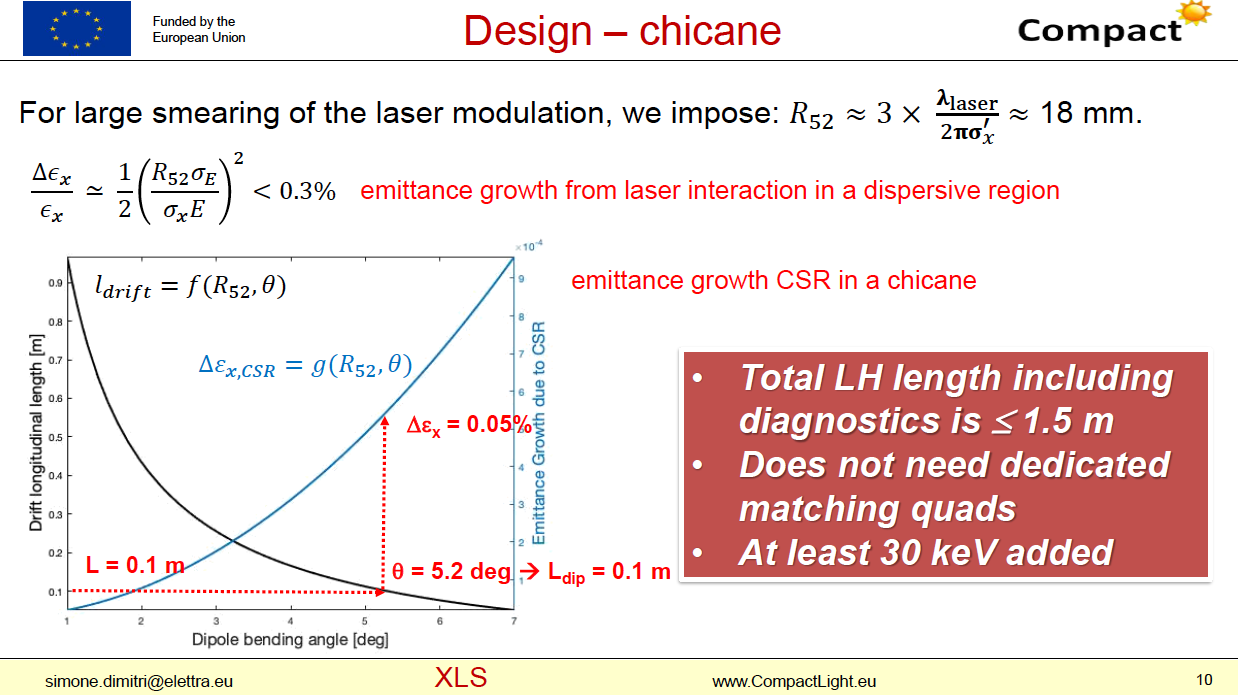 Funded by the
European Union
Design – chicane
Compact
For large smearing of the laser modulation, we impose: R₅₂ ≈ 3 × λ_laser / 2πσ′ₓ ≈ 18 mm.
Δϵₓ / ϵₓ ≃ 1/2 (R₅₂σ_E / σₓE)² < 0.3% emittance growth from laser interaction in a dispersive region
×10⁻⁴
emittance growth CSR in a chicane
l_drift = f(R₅₂, θ)
Δε_x,CSR = g(R₅₂, θ)
Δεₓ = 0.05%
L = 0.1 m
θ = 5.2 deg → L_dip = 0.1 m
Drift longitudinal length [m]
0.9
0.8
0.7
0.6
0.5
0.4
0.3
0.2
0.1
Emittance Growth due to CSR
9
8
7
6
5
4
3
2
1
1 2 3 4 5 6 7
Dipole bending angle [deg]
• Total LH length including
diagnostics is ≤ 1.5 m
• Does not need dedicated
matching quads
• At least 30 keV added
simone.dimitri@elettra.eu
XLS
www.CompactLight.eu
10